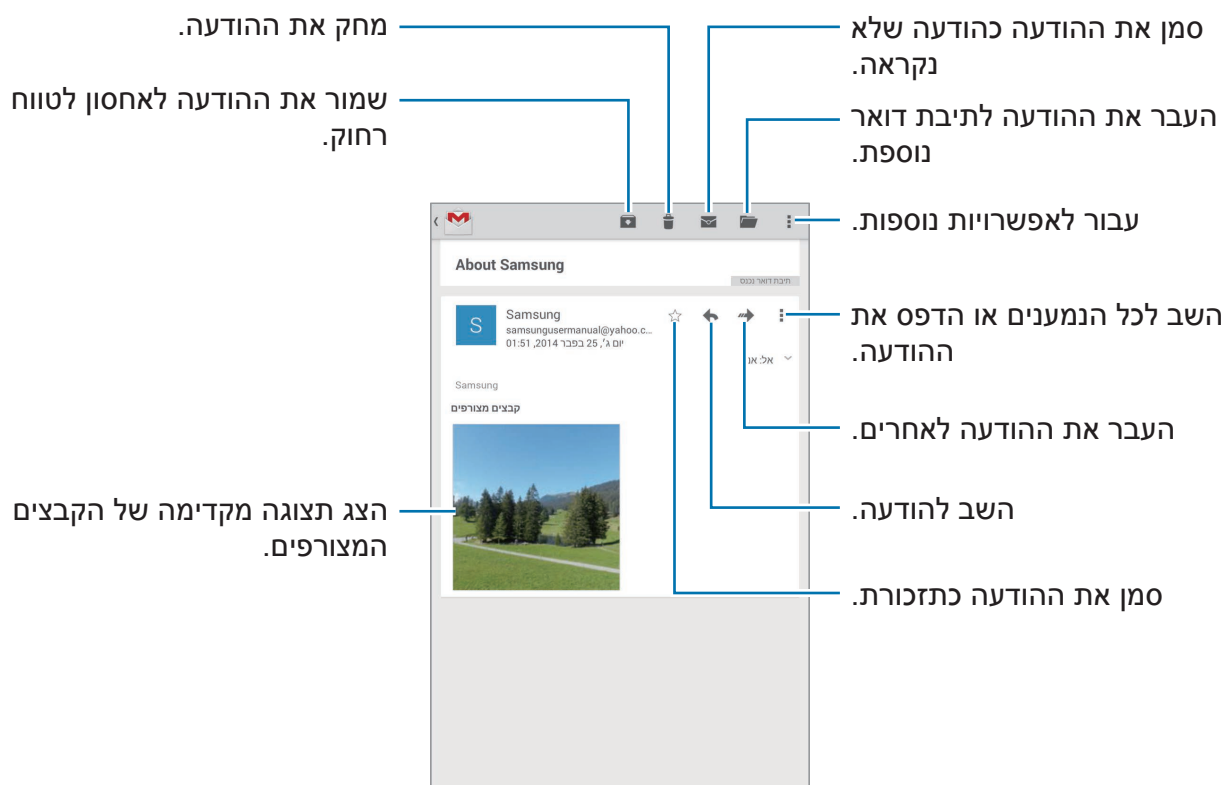 מחק את ההודעה.
שמור את ההודעה לאחסון לטווח
רחוק.
סמן את ההודעה כהודעה שלא
נקראה.
העבר את ההודעה לתיבת דואר
נוספת.
עבור לאפשרויות נוספות.
About Samsung
תיבת דואר נכנס
S
Samsung
samsungusermanual@yahoo.c...
יום ג', 25 בפבר 2014, 01:51
אל: אני
Samsung
קבצים מצורפים
השב לכל הנמענים או הדפס את
ההודעה.
העבר את ההודעה לאחרים.
השב להודעה.
סמן את ההודעה כתזכורת.
הצג תצוגה מקדימה של הקבצים
המצורפים.